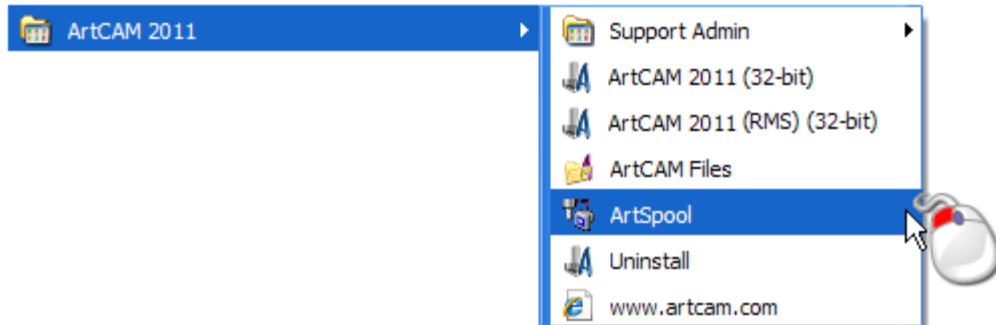 ArtCAM 2011
Support Admin
ArtCAM 2011 (32-bit)
ArtCAM 2011 (RMS) (32-bit)
ArtCAM Files
ArtSpool
Uninstall
www.artcam.com